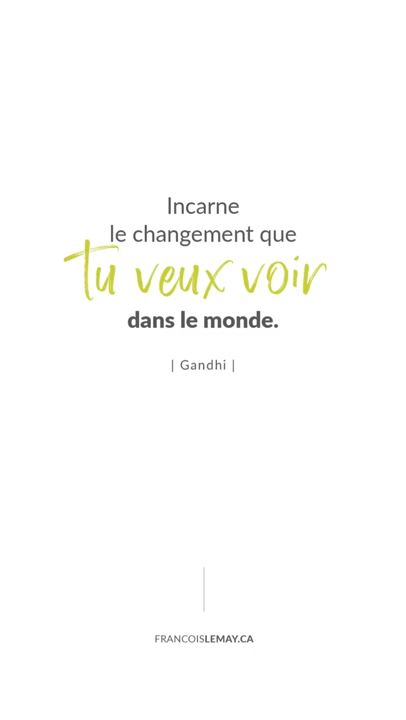 Incarne
le changement que
tu veux voir
dans le monde.
| Gandhi |
FRANCOISLEMAY.CA